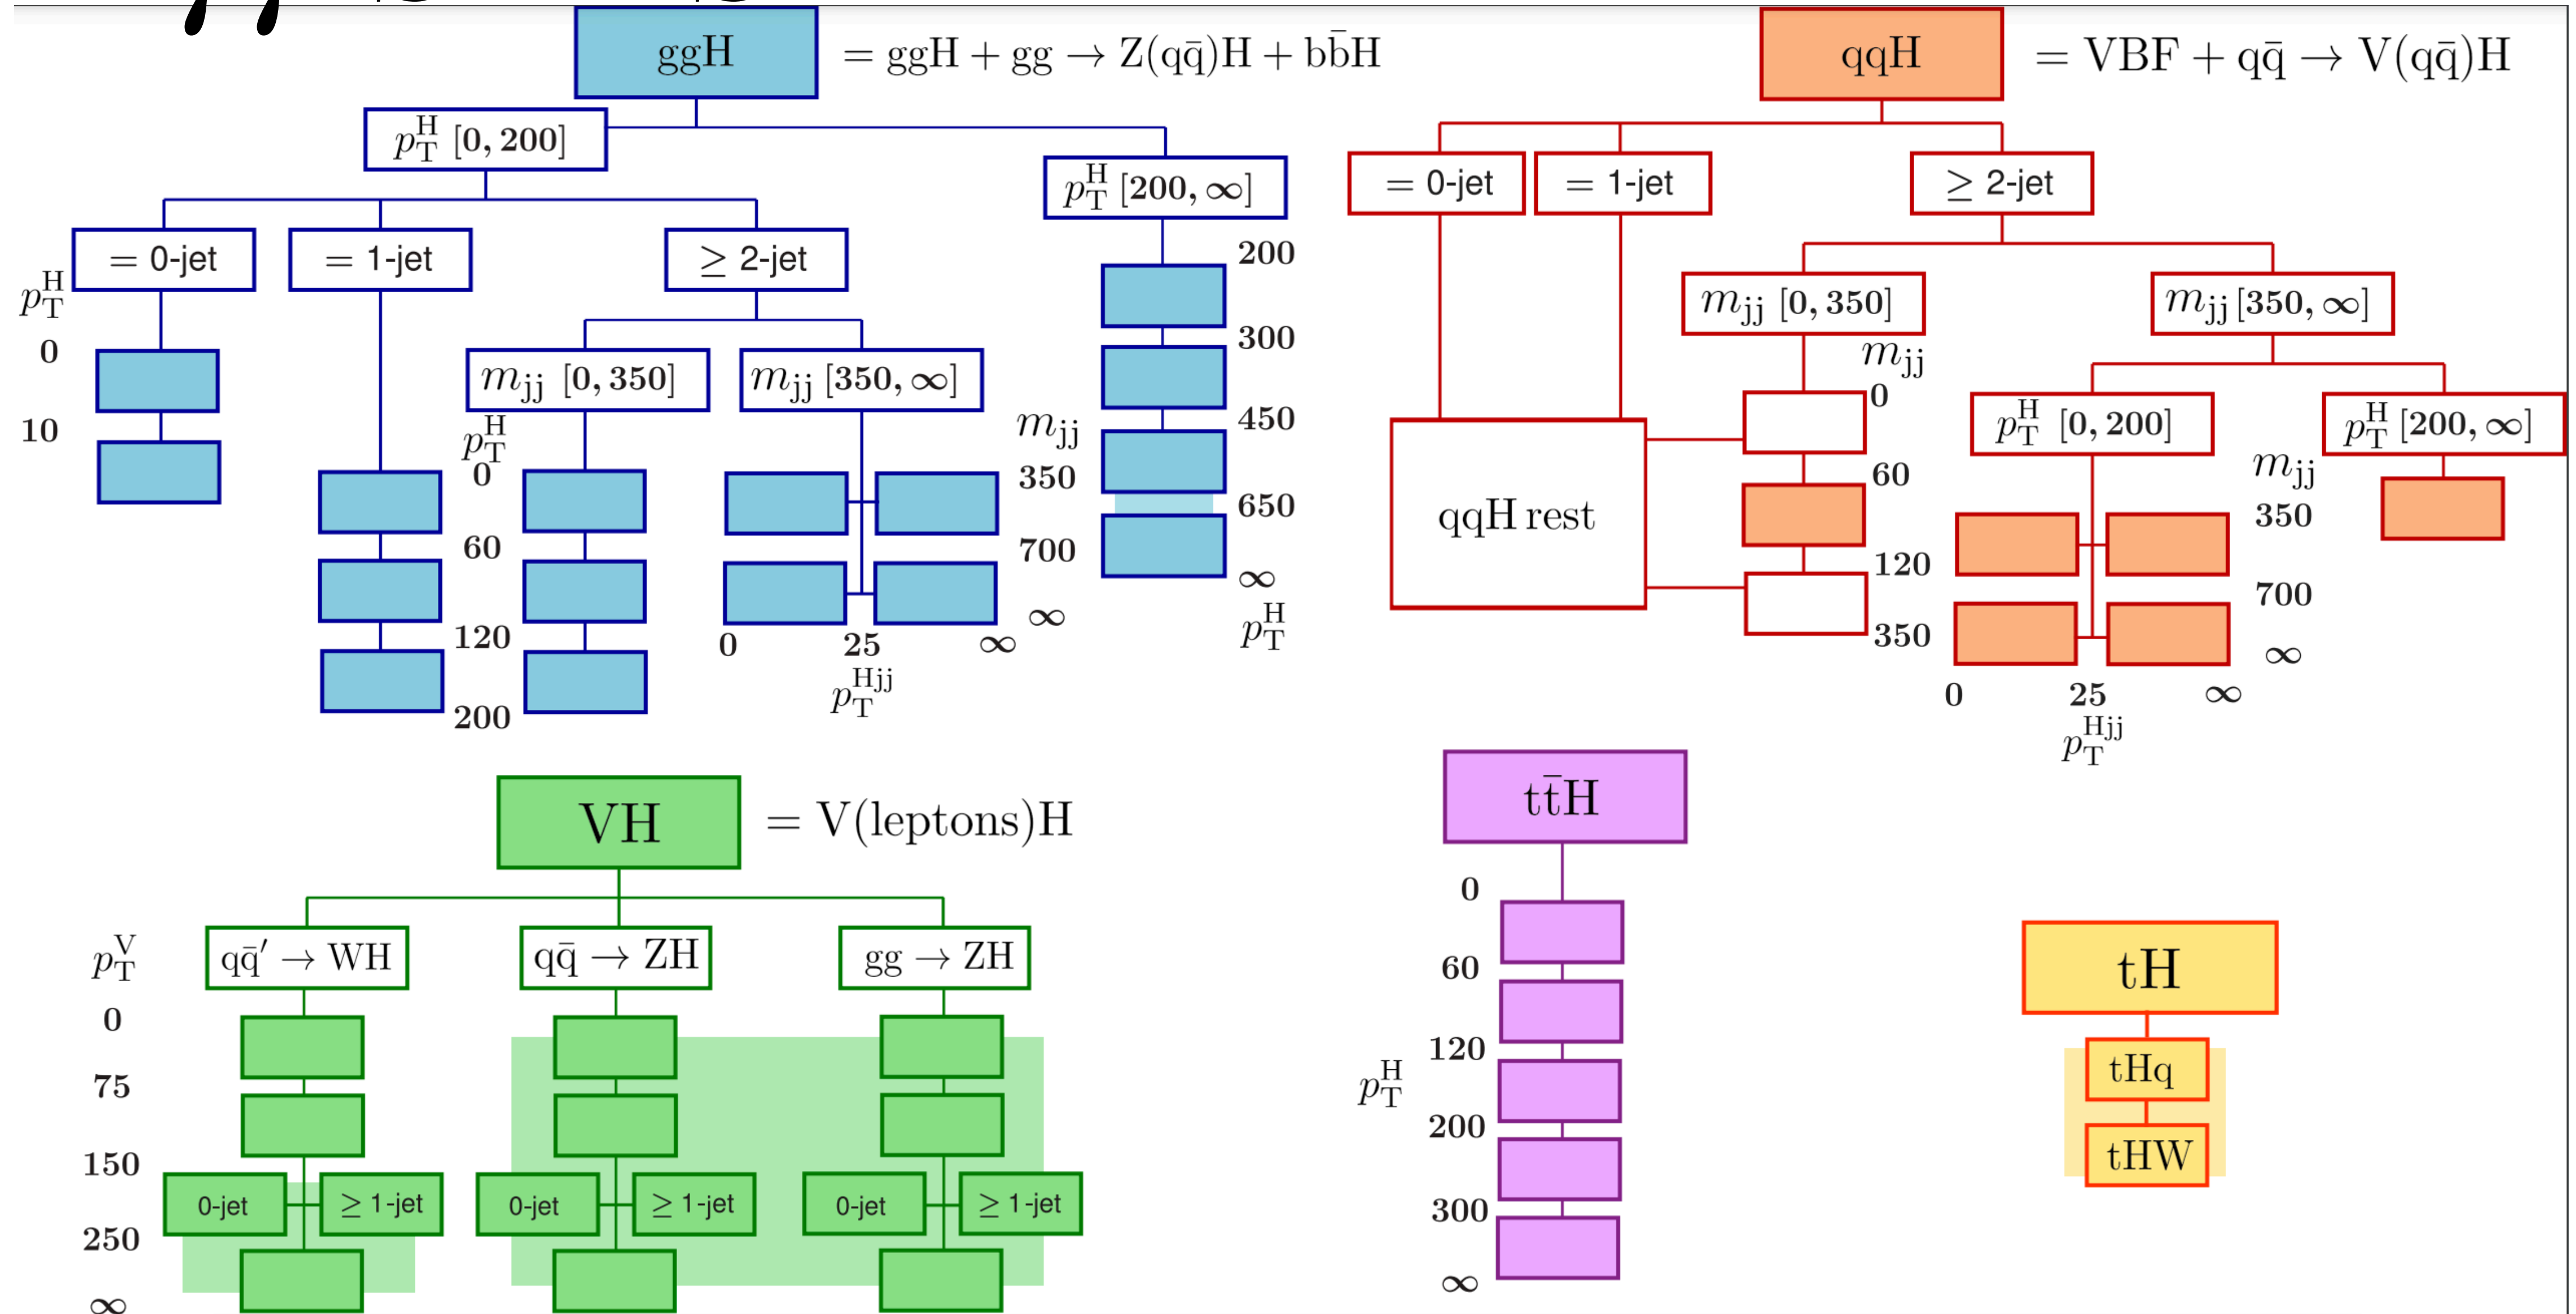 ggH
= ggH + gg → Z(qq̄)H + bb̄H
p_T^H [0, 200]
p_T^H [200, ∞]
= 0-jet
= 1-jet
≥ 2-jet
p_T^H
0
10
m_jj [0, 350]
m_jj [350, ∞]
p_T^H
0
60
120
200
m_jj
350
700
∞
0
25
∞
p_T^Hjj
200
300
450
650
∞
p_T^H
qqH
= VBF + qq̄ → V(qq̄)H
= 0-jet
= 1-jet
≥ 2-jet
m_jj [0, 350]
m_jj [350, ∞]
qqH rest
m_jj
0
60
120
350
p_T^H [0, 200]
p_T^H [200, ∞]
m_jj
350
700
∞
0
25
∞
p_T^Hjj
VH
= V(leptons)H
p_T^V
qq̄′ → WH
qq̄ → ZH
gg → ZH
0
75
150
250
∞
0-jet
≥ 1-jet
0-jet
≥ 1-jet
0-jet
≥ 1-jet
tt̄H
p_T^H
0
60
120
200
300
∞
tH
tHq
tHW